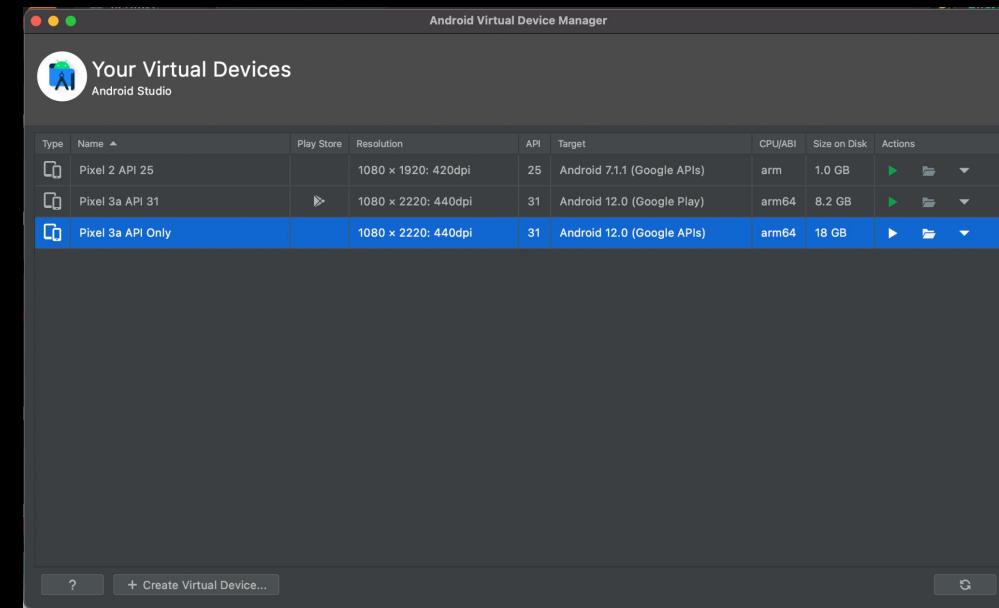 Android Virtual Device Manager
Your Virtual Devices
Android Studio
Type Name Play Store Resolution API Target CPU/ABI Size on Disk Actions
Pixel 2 API 25 1080 × 1920: 420dpi 25 Android 7.1.1 (Google APIs) arm 1.0 GB
Pixel 3a API 31 1080 × 2220: 440dpi 31 Android 12.0 (Google Play) arm64 8.2 GB
Pixel 3a API Only 1080 × 2220: 440dpi 31 Android 12.0 (Google APIs) arm64 18 GB
? + Create Virtual Device...